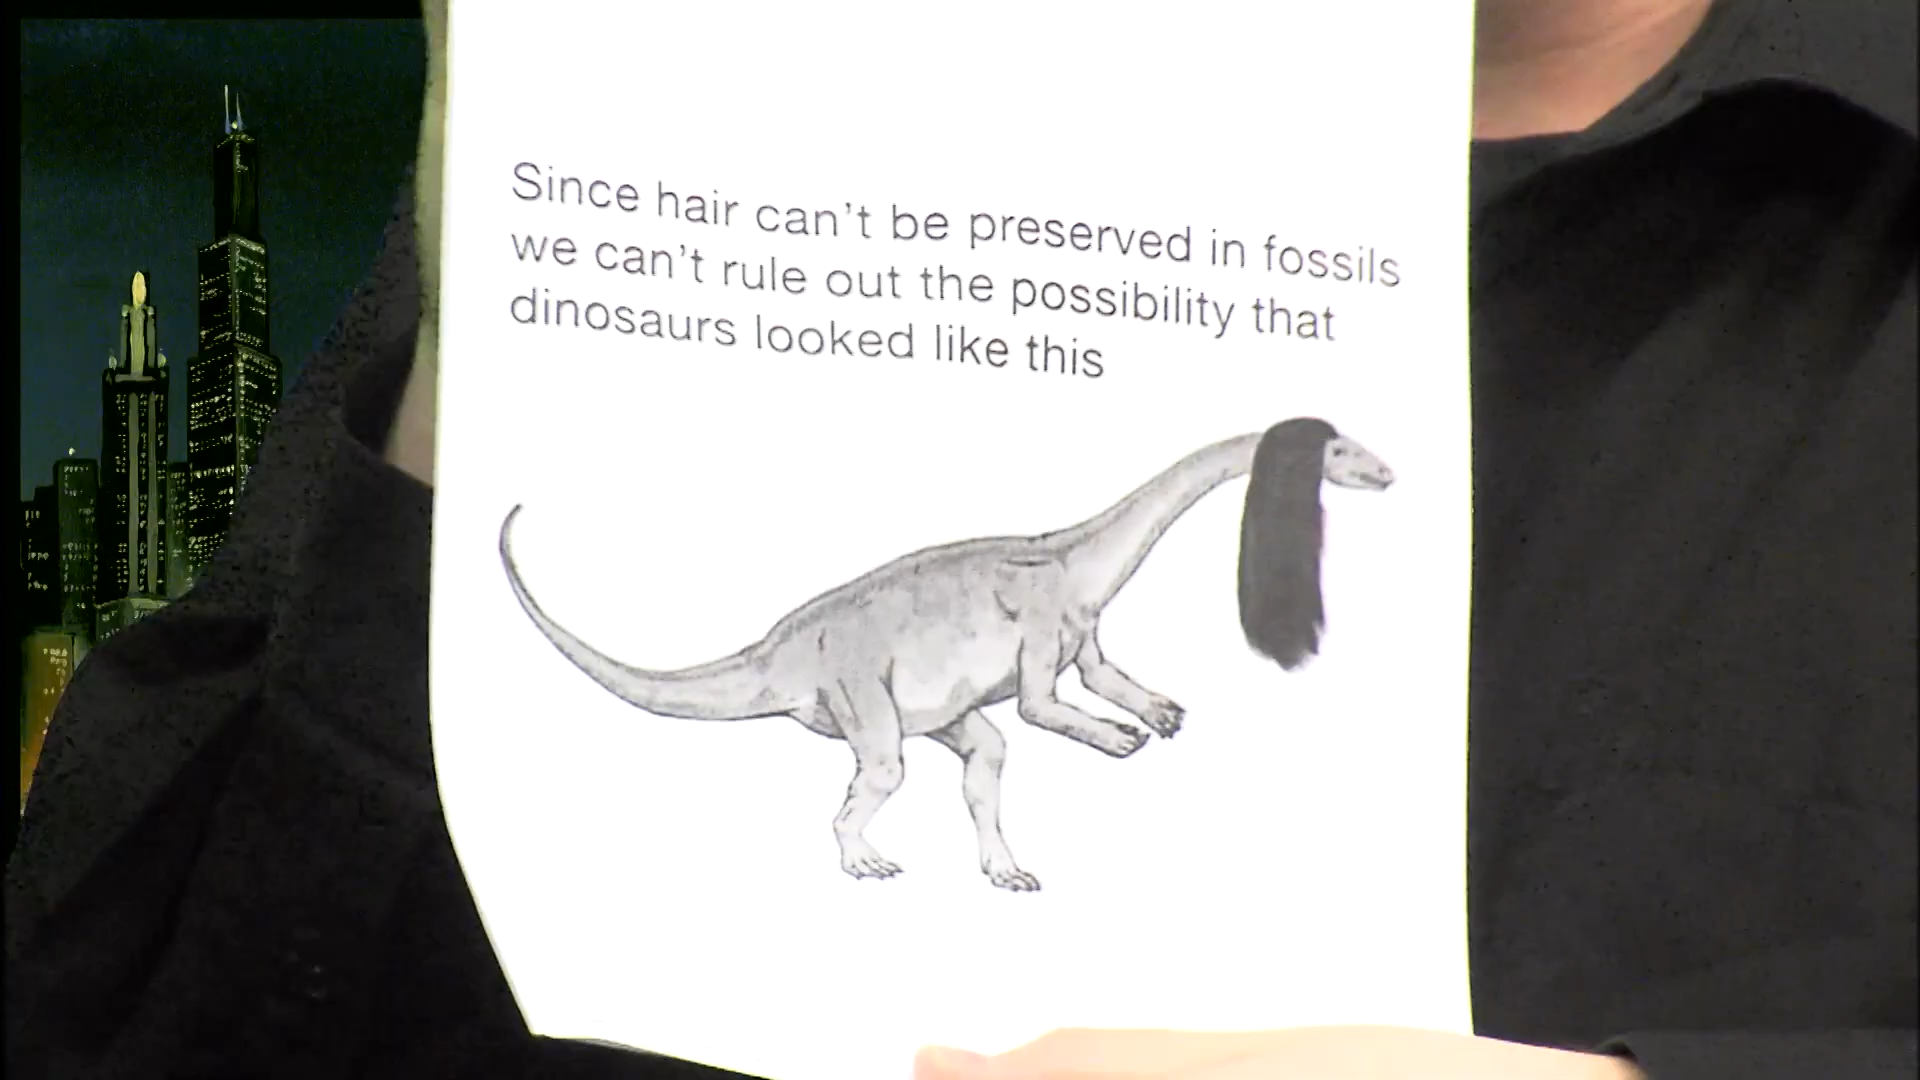 Since hair can't be preserved in fossils
we can't rule out the possibility that
dinosaurs looked like this